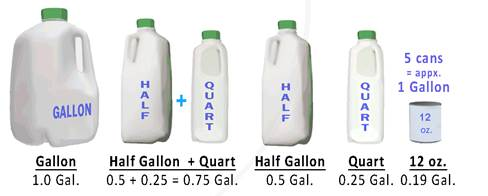 GALLON
HALF
+
QUART
HALF
QUART
5 cans
= appx.
1 Gallon
12
oz.
Gallon
1.0 Gal.
Half Gallon + Quart
0.5 + 0.25 = 0.75 Gal.
Half Gallon
0.5 Gal.
Quart
0.25 Gal.
12 oz.
0.19 Gal.